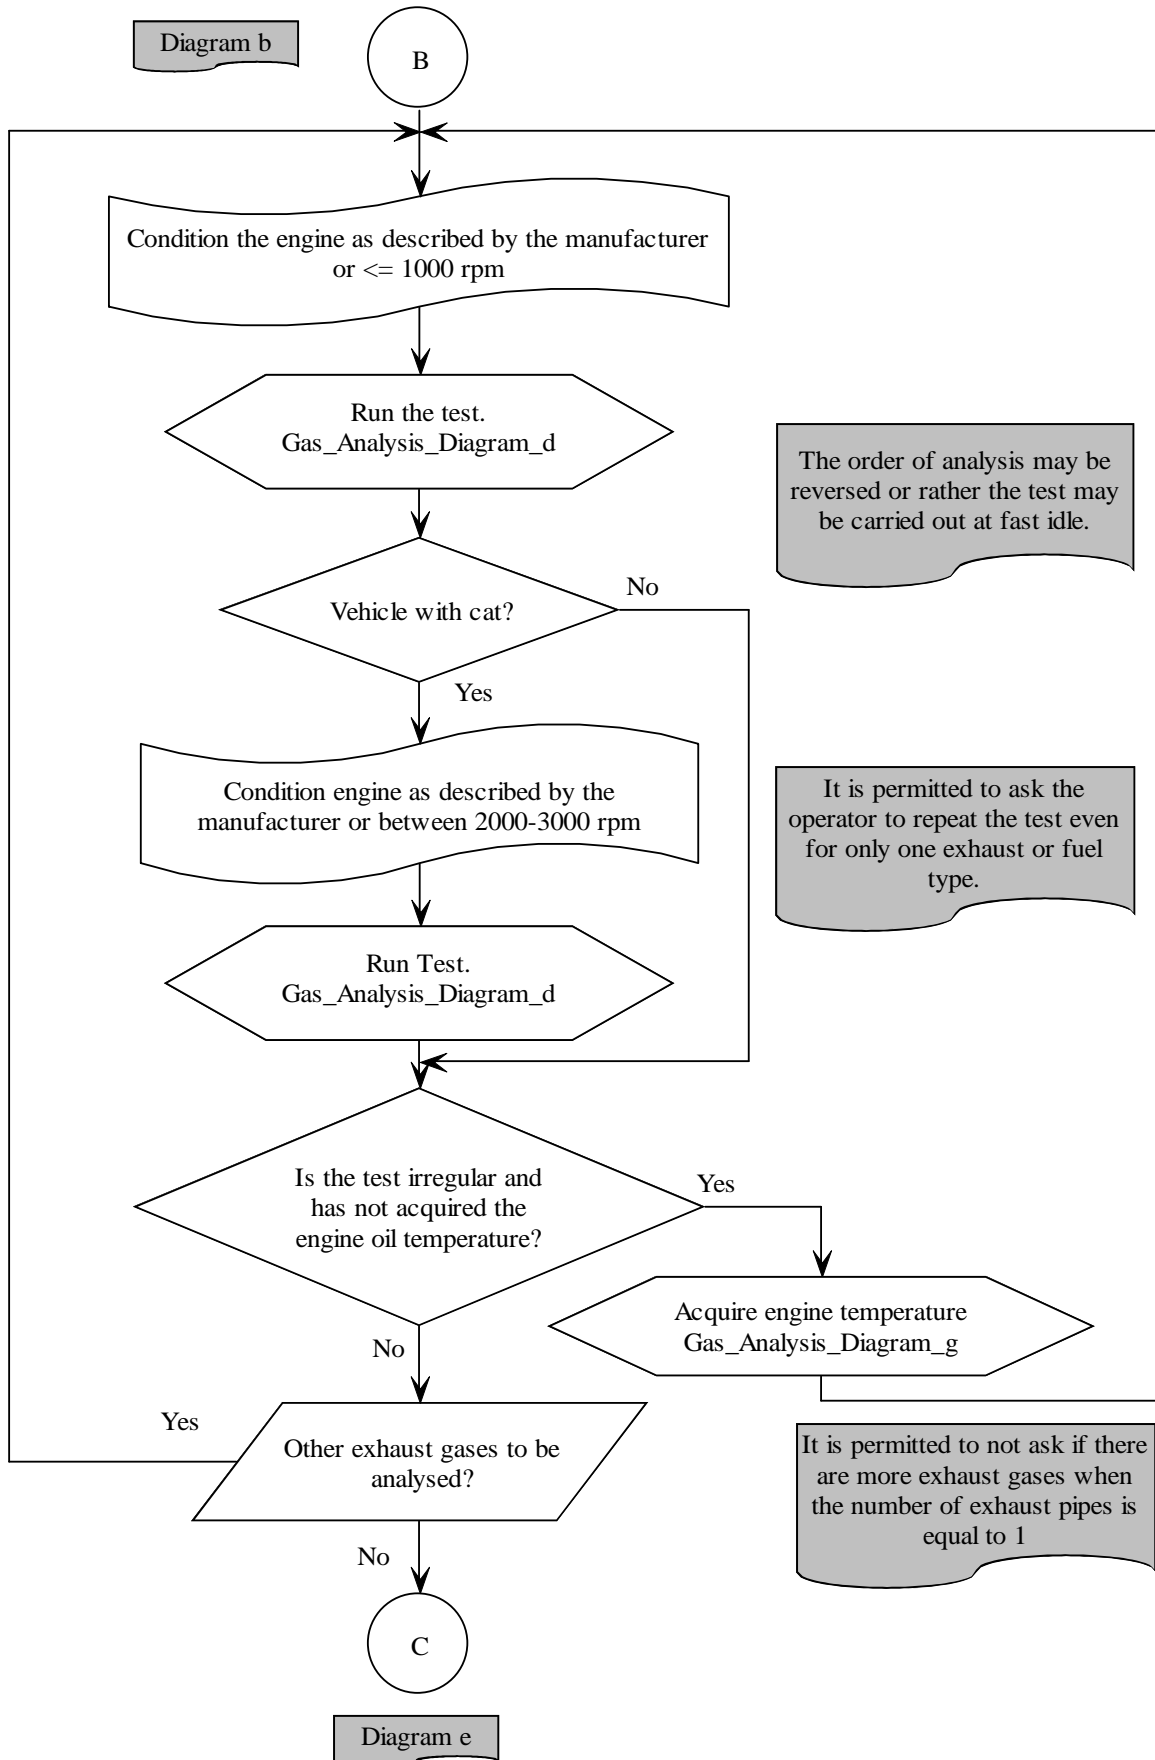 Diagram b
B
Condition the engine as described by the manufacturer
or <= 1000 rpm
Run the test.
Gas_Analysis_Diagram_d
The order of analysis may be
reversed or rather the test may
be carried out at fast idle.
Vehicle with cat?
No
Yes
Condition engine as described by the
manufacturer or between 2000-3000 rpm
It is permitted to ask the
operator to repeat the test even
for only one exhaust or fuel
type.
Run Test.
Gas_Analysis_Diagram_d
Is the test irregular and
has not acquired the
engine oil temperature?
Yes
Acquire engine temperature
Gas_Analysis_Diagram_g
No
Yes
Other exhaust gases to be
analysed?
It is permitted to not ask if there
are more exhaust gases when
the number of exhaust pipes is
equal to 1
No
C
Diagram e